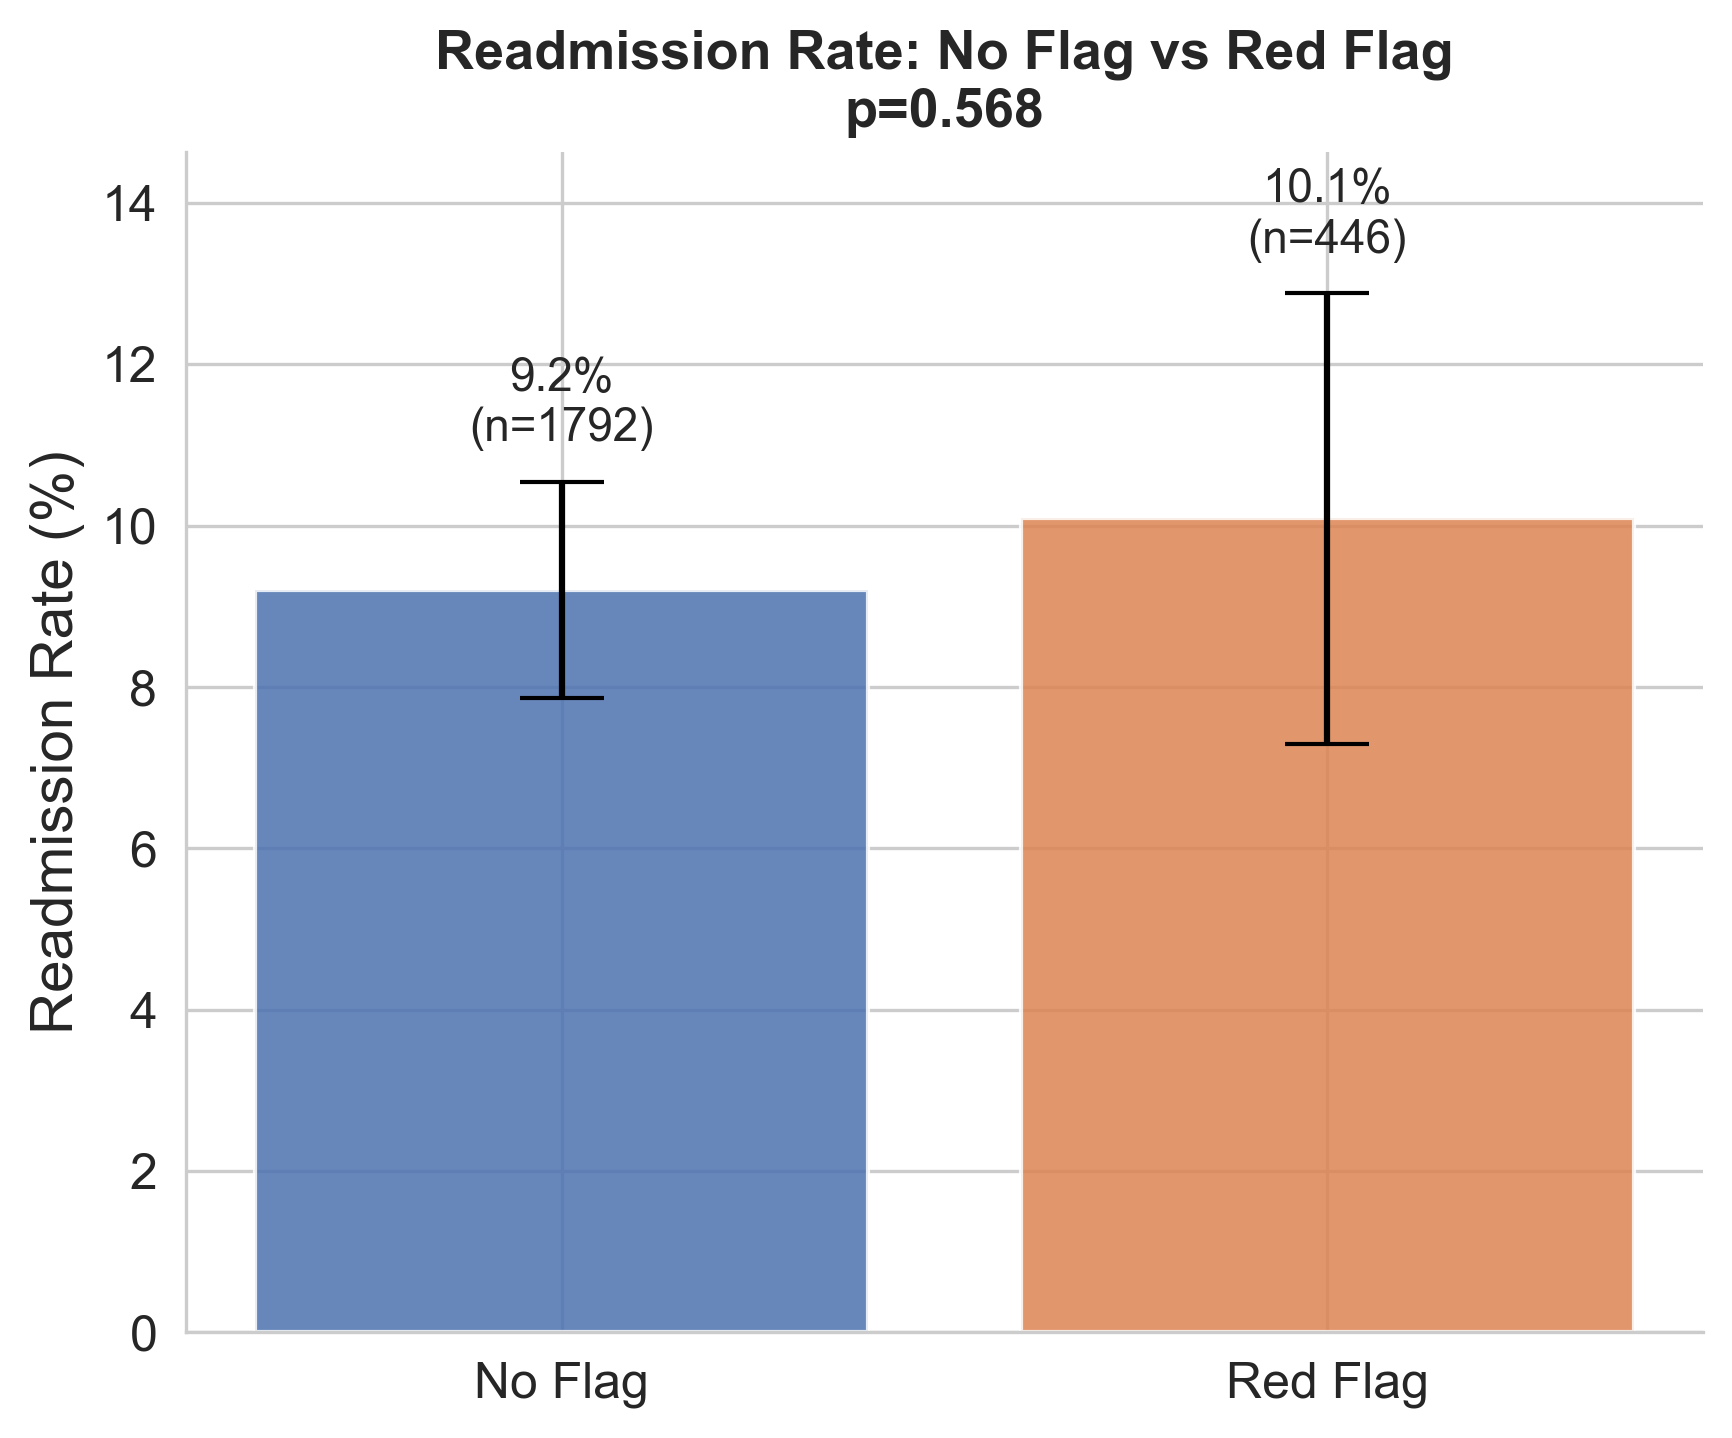 Readmission Rate: No Flag vs Red Flag
p=0.568
Readmission Rate (%)
14
12
10
8
6
4
2
0
9.2%
(n=1792)
10.1%
(n=446)
No Flag
Red Flag